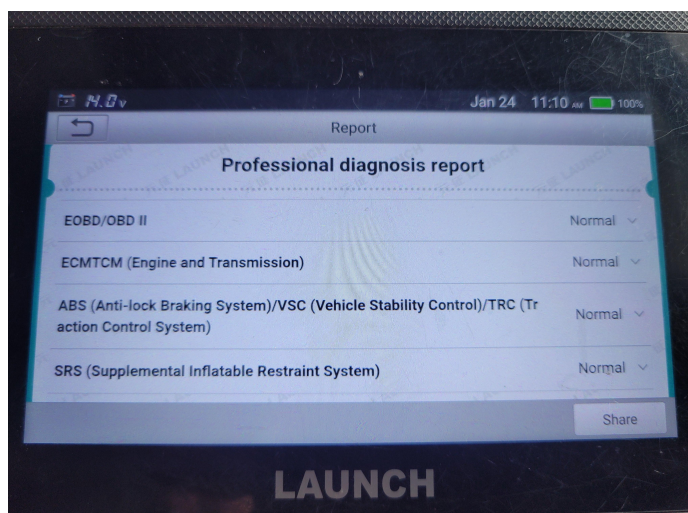 14.0 v
Jan 24 11:10 AM 100%
Report
Professional diagnosis report
EOBD/OBD II Normal
ECMTCM (Engine and Transmission) Normal
ABS (Anti-lock Braking System)/VSC (Vehicle Stability Control)/TRC (Tr
action Control System) Normal
SRS (Supplemental Inflatable Restraint System) Normal
Share
LAUNCH